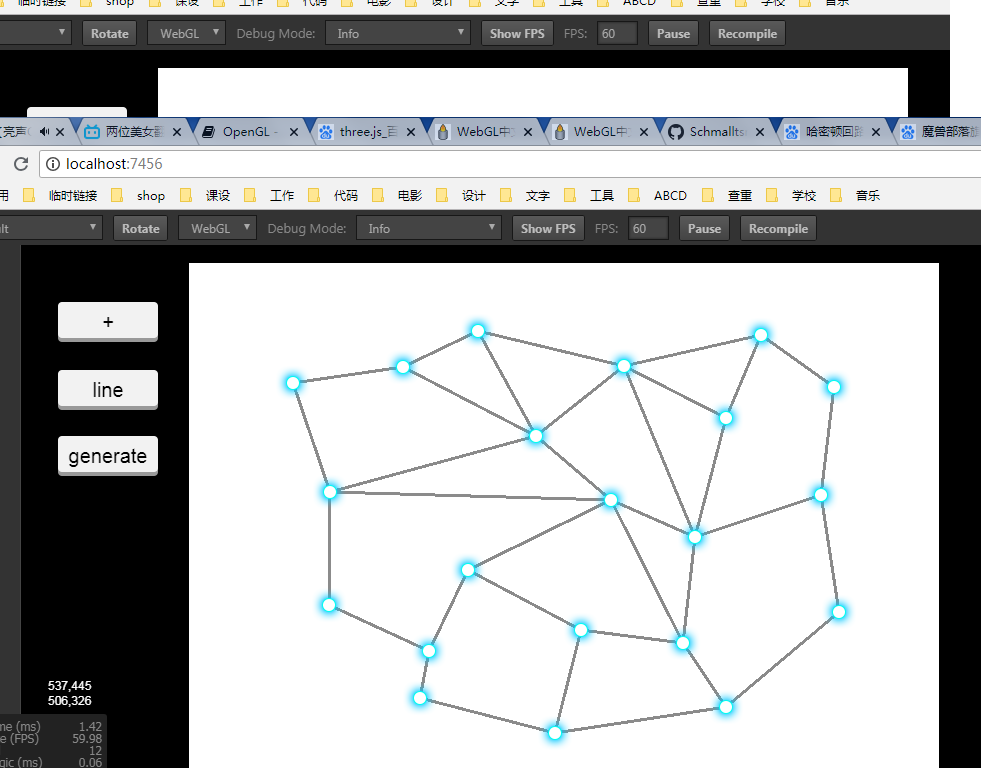 临时链接 shop 课设 工作 代码 电影 设计 文字 工具 ABCD 查重 学校 音乐
Rotate WebGL Debug Mode: Info Show FPS FPS: 60 Pause Recompile
两位美女翻 OpenGL - three.js_百 WebGL中文 WebGL中文 Schmalltse 哈密顿回路 魔兽部落旗
localhost:7456
用 临时链接 shop 课设 工作 代码 电影 设计 文字 工具 ABCD 查重 学校 音乐
lt Rotate WebGL Debug Mode: Info Show FPS FPS: 60 Pause Recompile
+
line
generate
537,445
506,326
me (ms) 1.42
e (FPS) 59.98
12
gic (ms) 0.06